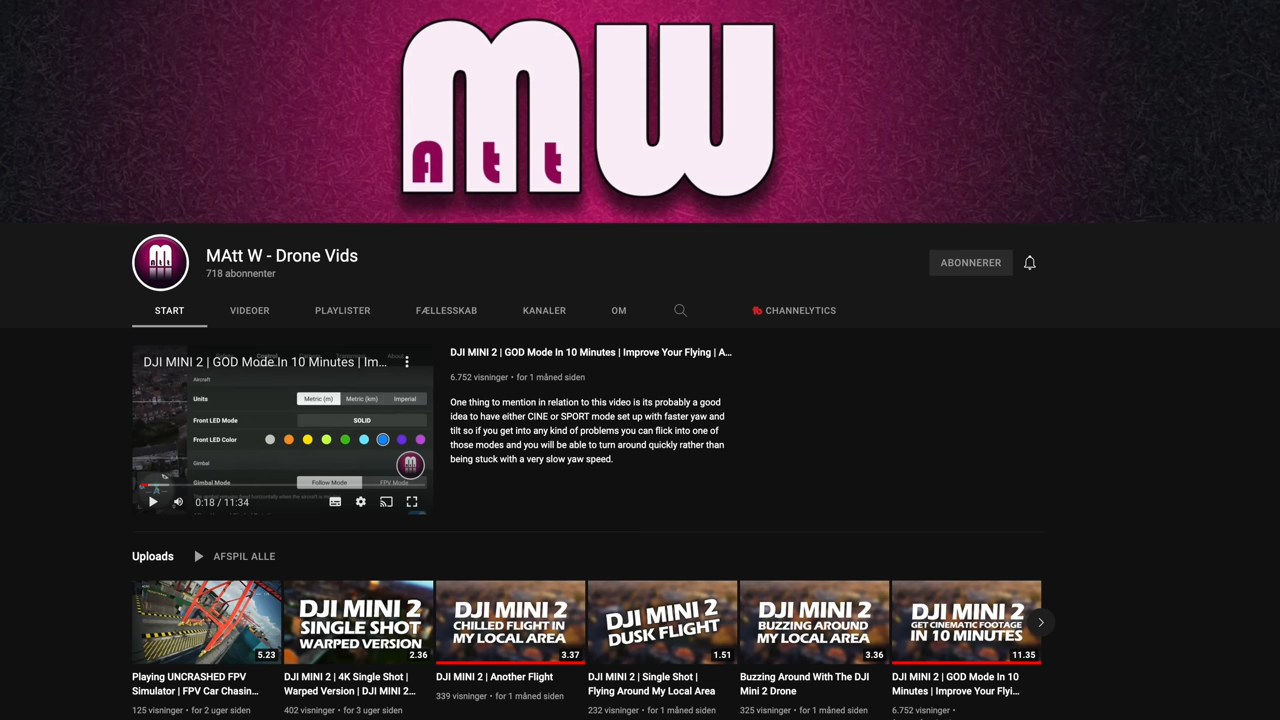 MAtt W
MAtt W - Drone Vids
718 abonnenter
ABONNERER
START
VIDEOER
PLAYLISTER
FÆLLESSKAB
KANALER
OM
CHANNELYTICS
Control
About
DJI MINI 2 | GOD Mode In 10 Minutes | Im...
Aircraft
Units
Metric (m)
Metric (km)
Imperial
Front LED Mode
SOLID
Front LED Color
Gimbal
Gimbal Mode
Follow Mode
FPV Mode
0:18 / 11:34
DJI MINI 2 | GOD Mode In 10 Minutes | Improve Your Flying | A...
6.752 visninger • for 1 måned siden
One thing to mention in relation to this video is its probably a good
idea to have either CINE or SPORT mode set up with faster yaw and
tilt so if you get into any kind of problems you can flick into one of
those modes and you will be able to turn around quickly rather than
being stuck with a very slow yaw speed.
Uploads
AFSPIL ALLE
5.23
DJI MINI 2
SINGLE SHOT
WARPED VERSION
2.36
DJI MINI 2
CHILLED FLIGHT IN
MY LOCAL AREA
3.37
DJI MINI 2
DUSK FLIGHT
1.51
DJI MINI 2
BUZZING AROUND
MY LOCAL AREA
3.36
DJI MINI 2
GET CINEMATIC FOOTAGE
IN 10 MINUTES
11.35
Playing UNCRASHED FPV
Simulator | FPV Car Chasin...
125 visninger • for 2 uger siden
DJI MINI 2 | 4K Single Shot |
Warped Version | DJI MINI 2...
402 visninger • for 3 uger siden
DJI MINI 2 | Another Flight
339 visninger • for 1 måned siden
DJI MINI 2 | Single Shot |
Flying Around My Local Area
232 visninger • for 1 måned siden
Buzzing Around With The DJI
Mini 2 Drone
325 visninger • for 1 måned siden
DJI MINI 2 | GOD Mode In 10
Minutes | Improve Your Flyi...
6.752 visninger •